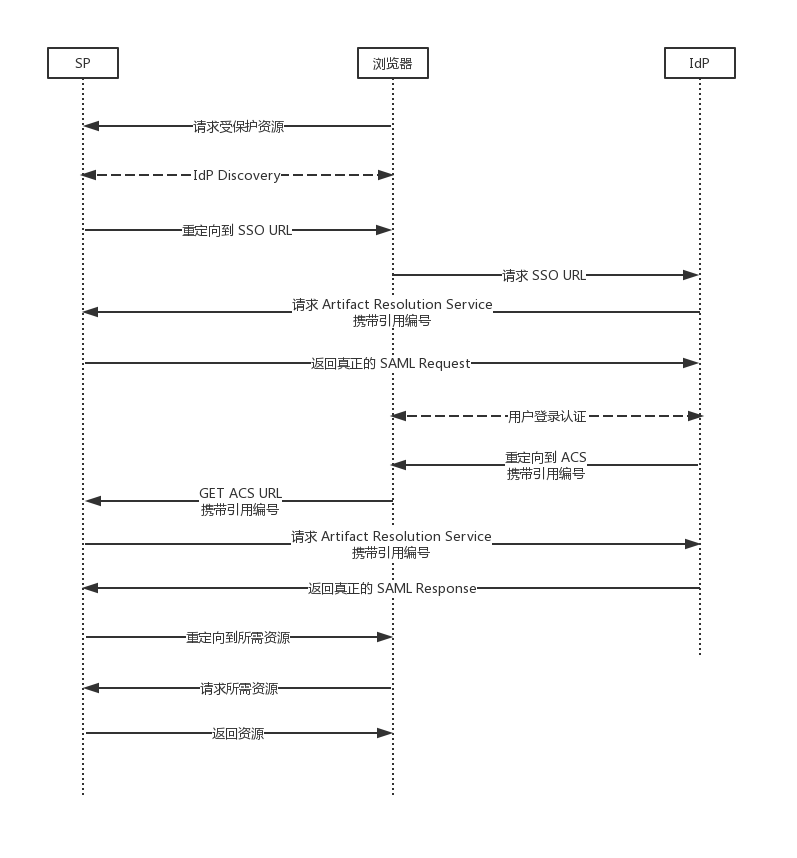 SP
浏览器
IdP
请求受保护资源
IdP Discovery
重定向到 SSO URL
请求 SSO URL
请求 Artifact Resolution Service
携带引用编号
返回真正的 SAML Request
用户登录认证
重定向到 ACS
携带引用编号
GET ACS URL
携带引用编号
请求 Artifact Resolution Service
携带引用编号
返回真正的 SAML Response
重定向到所需资源
请求所需资源
返回资源